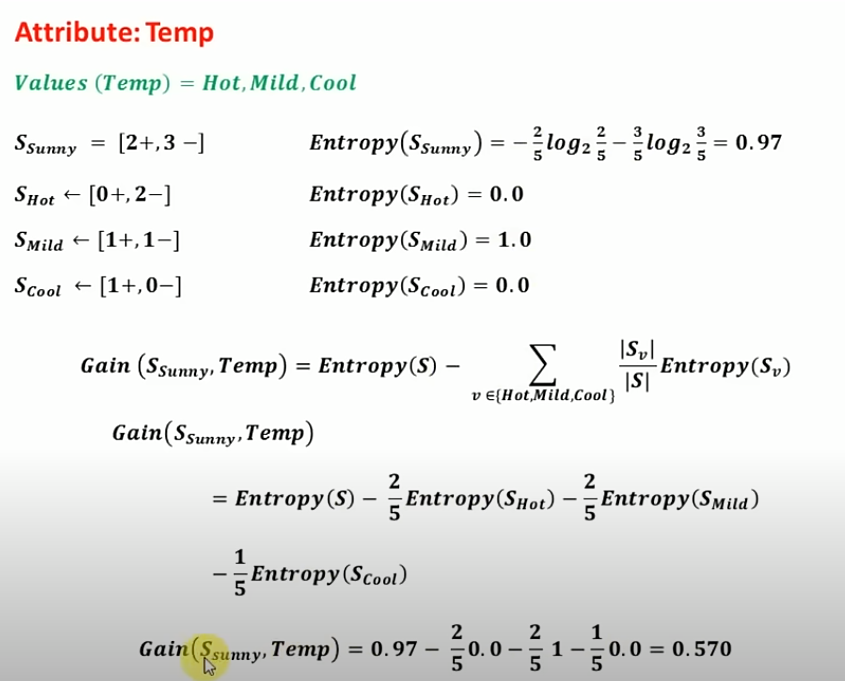 Attribute: Temp
Values (Temp) = Hot, Mild, Cool
S_Sunny = [2+, 3 −] Entropy(S_Sunny) = −2/5 log₂ 2/5 − 3/5 log₂ 3/5 = 0.97
S_Hot ← [0+, 2−] Entropy(S_Hot) = 0.0
S_Mild ← [1+, 1−] Entropy(S_Mild) = 1.0
S_Cool ← [1+, 0−] Entropy(S_Cool) = 0.0
Gain (S_Sunny, Temp) = Entropy(S) − ∑ v ∈{Hot,Mild,Cool} |S_v|/|S| Entropy(S_v)
Gain(S_Sunny, Temp)
= Entropy(S) − 2/5 Entropy(S_Hot) − 2/5 Entropy(S_Mild)
− 1/5 Entropy(S_Cool)
Gain(S_sunny, Temp) = 0.97 − 2/5 0.0 − 2/5 1 − 1/5 0.0 = 0.570